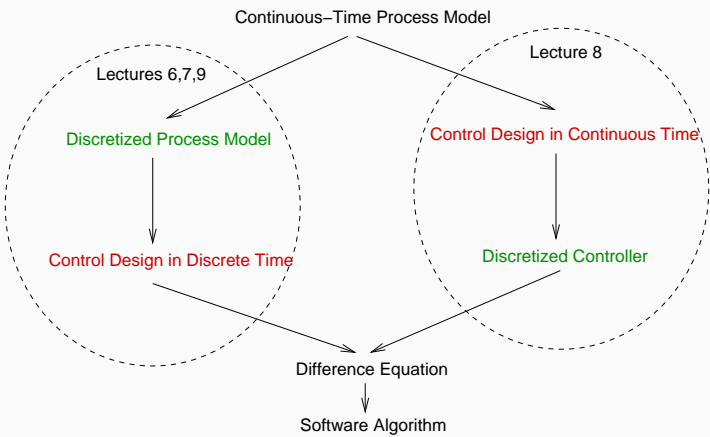 Continuous−Time Process Model
Lectures 6,7,9
Lecture 8
Discretized Process Model
Control Design in Continuous Time
Control Design in Discrete Time
Discretized Controller
Difference Equation
Software Algorithm